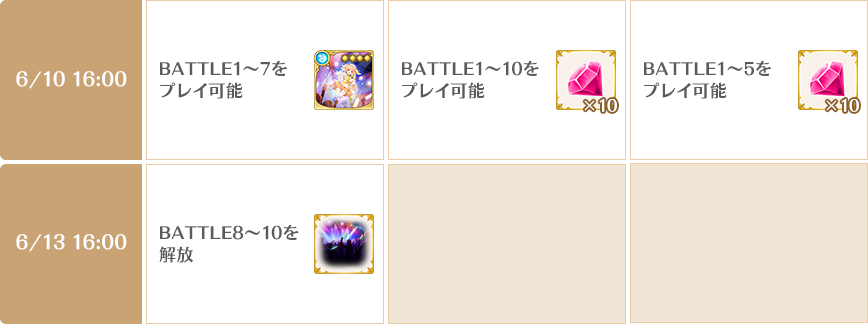 6/10 16:00
BATTLE1〜7を
プレイ可能
BATTLE1〜10を
プレイ可能
×10
BATTLE1〜5を
プレイ可能
×10
6/13 16:00
BATTLE8〜10を
解放